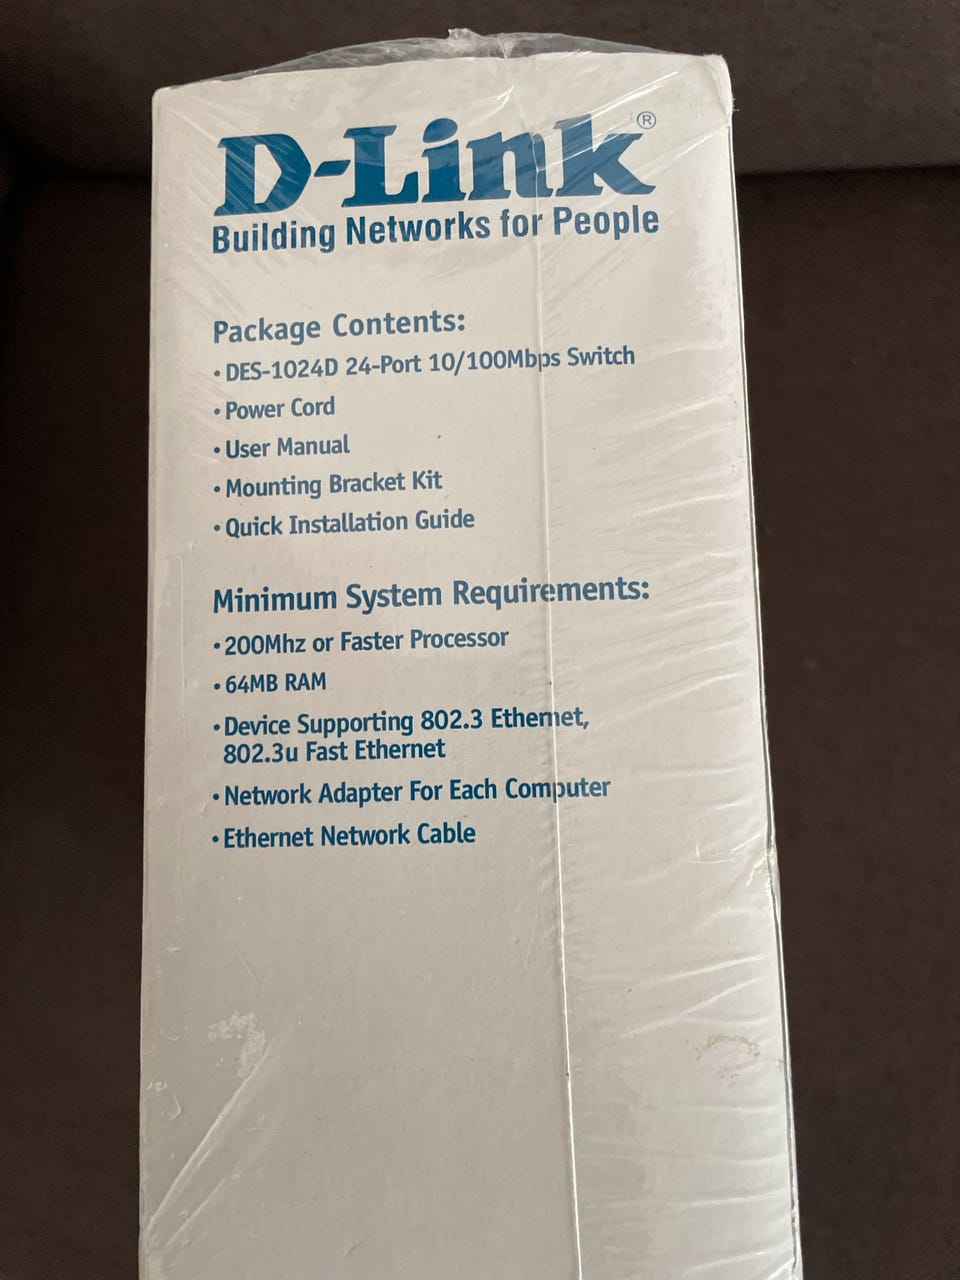 D-Link®
Building Networks for People
Package Contents:
• DES-1024D 24-Port 10/100Mbps Switch
• Power Cord
• User Manual
• Mounting Bracket Kit
• Quick Installation Guide
Minimum System Requirements:
• 200Mhz or Faster Processor
• 64MB RAM
• Device Supporting 802.3 Ethernet,
802.3u Fast Ethernet
• Network Adapter For Each Computer
• Ethernet Network Cable